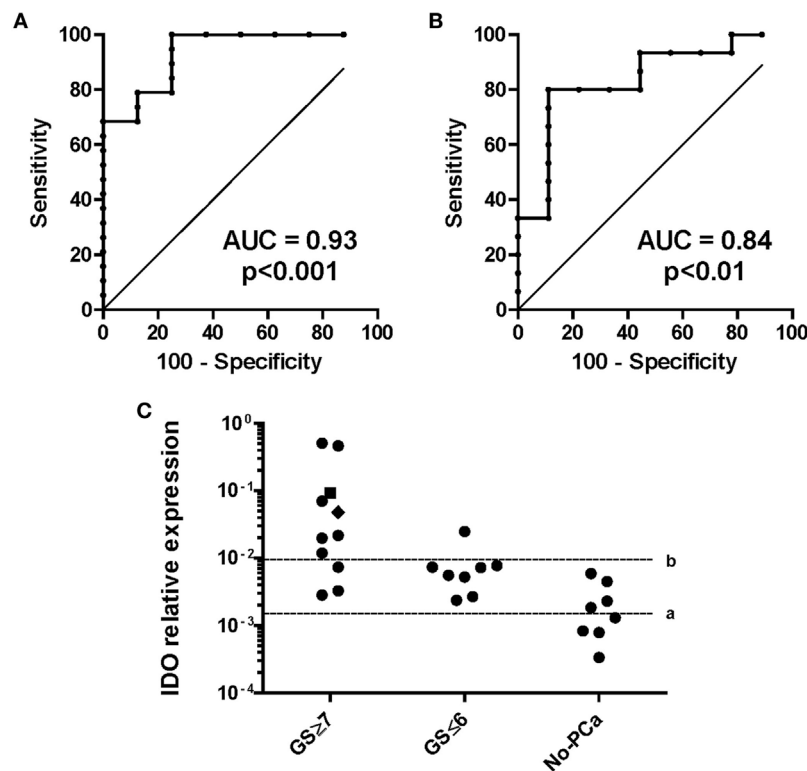 A
Sensitivity
100
80
60
40
20
0
AUC = 0.93
p<0.001
0 20 40 60 80 100
100 - Specificity
B
Sensitivity
100
80
60
40
20
0
AUC = 0.84
p<0.01
0 20 40 60 80 100
100 - Specificity
C
IDO relative expression
10⁰
10⁻¹
10⁻²
10⁻³
10⁻⁴
b
a
GS≥7
GS≤6
No-PCa